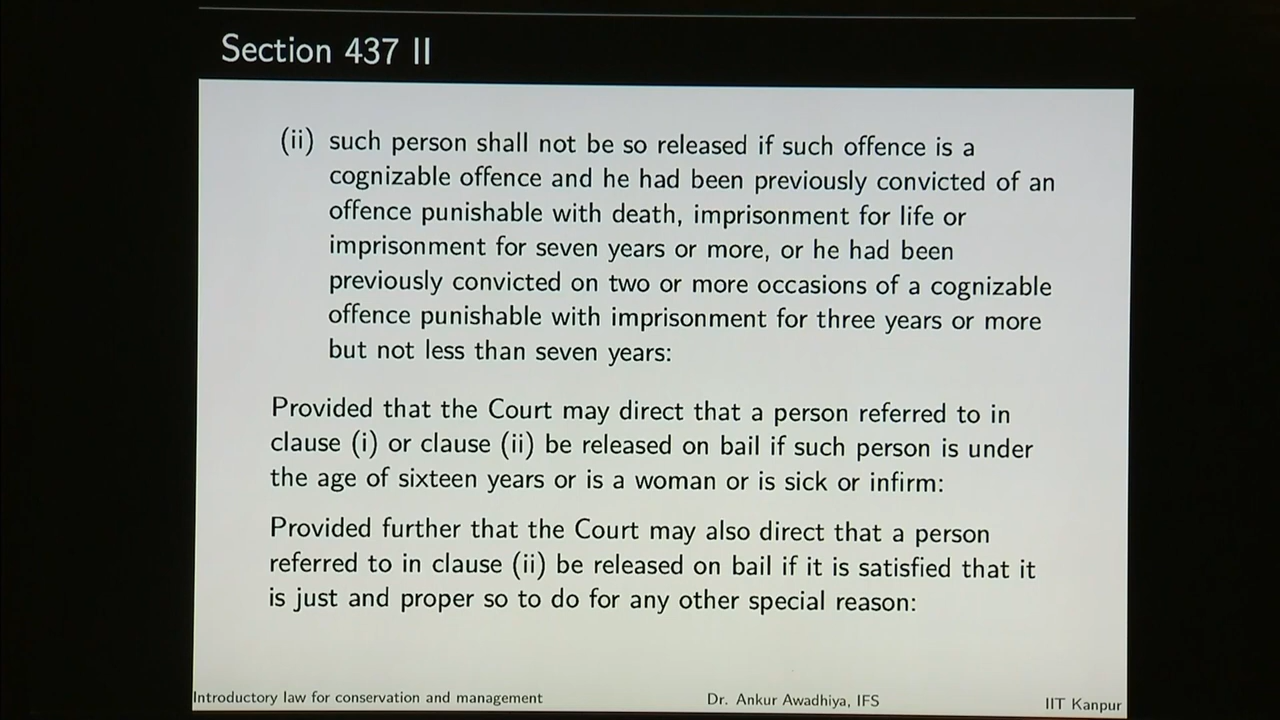 Section 437 II
(ii) such person shall not be so released if such offence is a
cognizable offence and he had been previously convicted of an
offence punishable with death, imprisonment for life or
imprisonment for seven years or more, or he had been
previously convicted on two or more occasions of a cognizable
offence punishable with imprisonment for three years or more
but not less than seven years:
Provided that the Court may direct that a person referred to in
clause (i) or clause (ii) be released on bail if such person is under
the age of sixteen years or is a woman or is sick or infirm:
Provided further that the Court may also direct that a person
referred to in clause (ii) be released on bail if it is satisfied that it
is just and proper so to do for any other special reason:
Introductory law for conservation and management Dr. Ankur Awadhiya, IFS IIT Kanpur